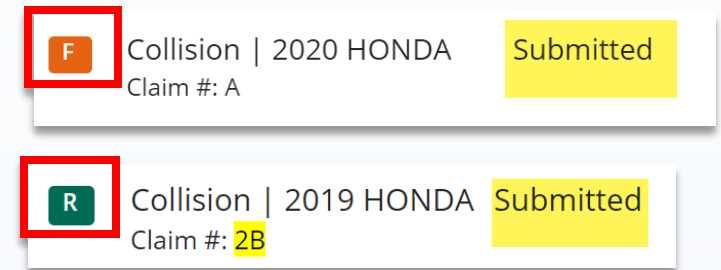 F Collision | 2020 HONDA Submitted
Claim #: A
R Collision | 2019 HONDA Submitted
Claim #: 2B